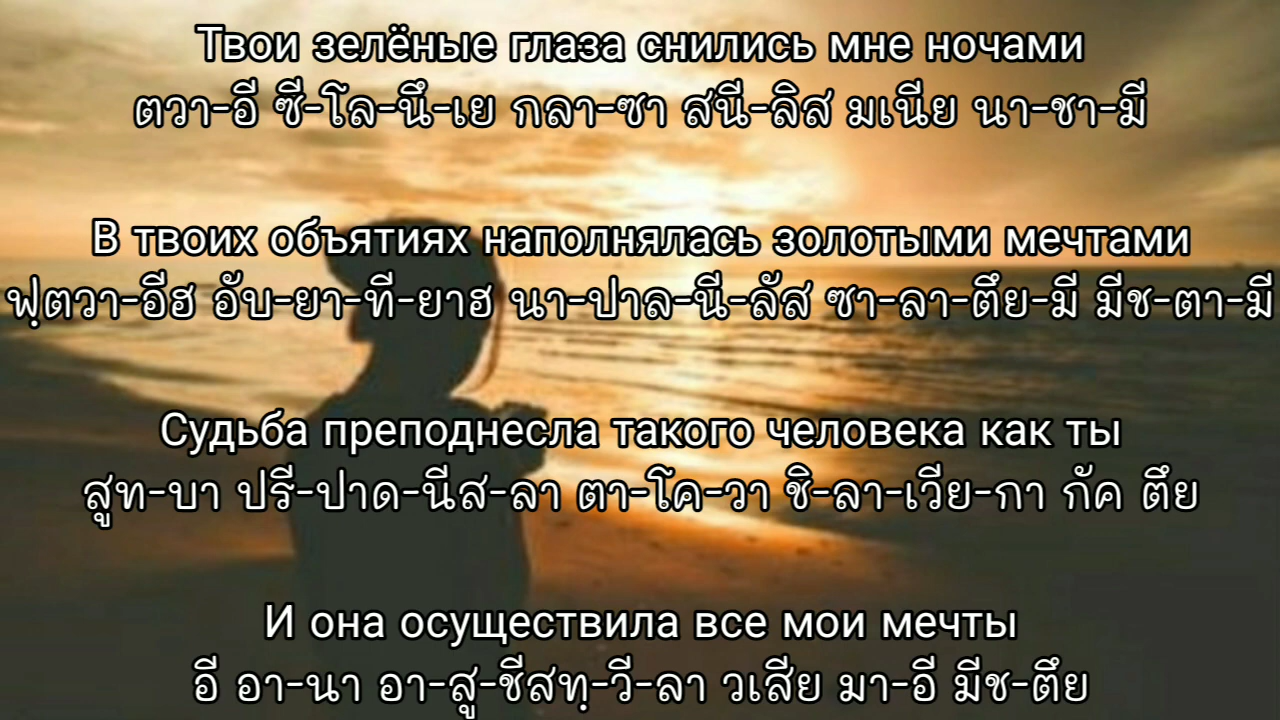 Твои зелёные глаза снились мне ночами
ตวา-อี ซี-โล-นึ-เย กลา-ซา สนี-ลิส มเนีย นา-ชา-มี
В твоих объятиях наполнялась золотыми мечтами
ฟฺตวา-อีฮ อับ-ยา-ที-ยาฮ นา-ปาล-นี-ลัส ซา-ลา-ตึย-มี มีช-ตา-มี
Судьба преподнесла такого человека как ты
สูท-บา ปรี-ปาด-นีส-ลา ตา-โค-วา ชิ-ลา-เวีย-กา กัค ตึย
И она осуществила все мои мечты
อี อา-นา อา-สู-ชีสทฺ-วี-ลา วเสีย มา-อี มีช-ตึย